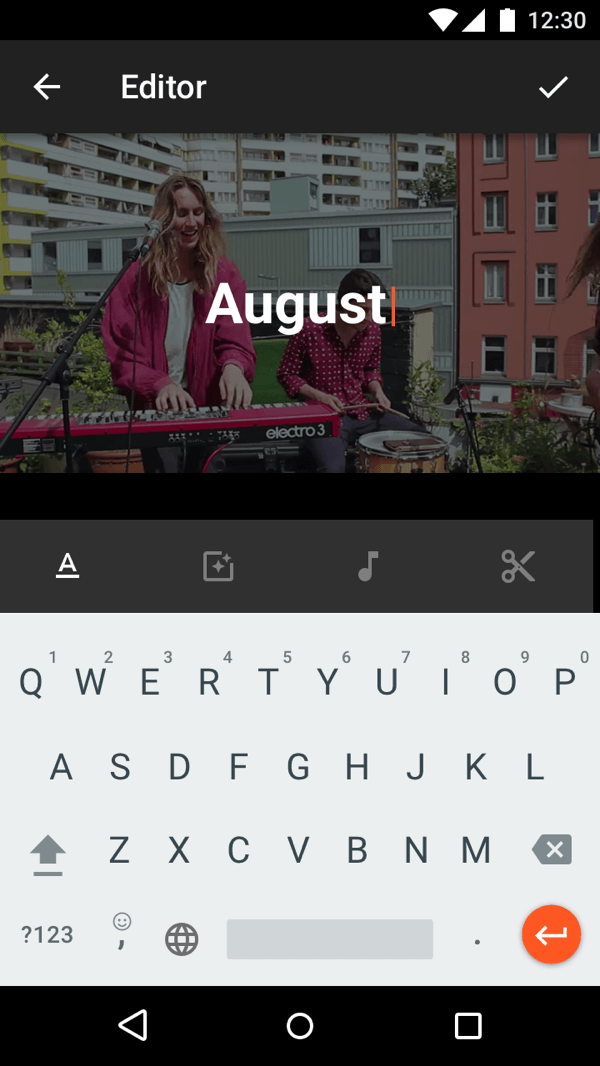 12:30
Editor
August
electro 3
A
1 2 3 4 5 6 7 8 9 0
Q W E R T Y U I O P
A S D F G H J K L
Z X C V B N M
?123 , .